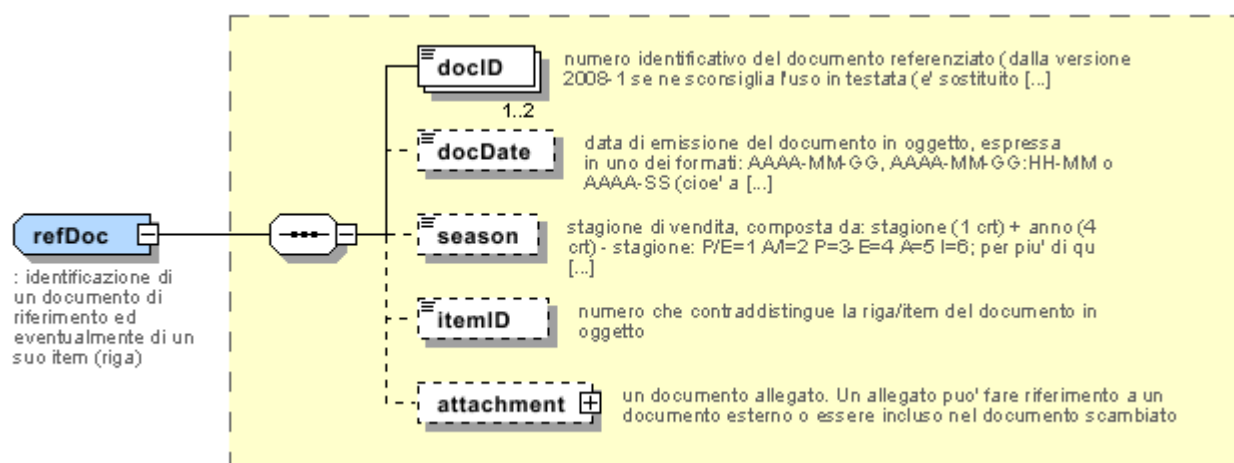 docID
numero identificativo del documento referenziato (dalla versione
2008-1 se ne sconsiglia l'uso in testata (e' sostituito [...]
1..2
docDate
data di emissione del documento in oggetto, espressa
in uno dei formati: AAAA-MM-GG, AAAA-MM-GG:HH-MM o
AAAA-SS (cioe' a [...]
refDoc
: identificazione di
un documento di
riferimento ed
eventualmente di un
suo item (riga)
season
stagione di vendita, composta da: stagione (1 crt) + anno (4
crt) - stagione: P/E=1 A/I=2 P=3 E=4 A=5 I=6; per piu' di qu
[...]
itemID
numero che contraddistingue la riga/item del documento in
oggetto
attachment
un documento allegato. Un allegato puo' fare riferimento a un
documento esterno o essere incluso nel documento scambiato